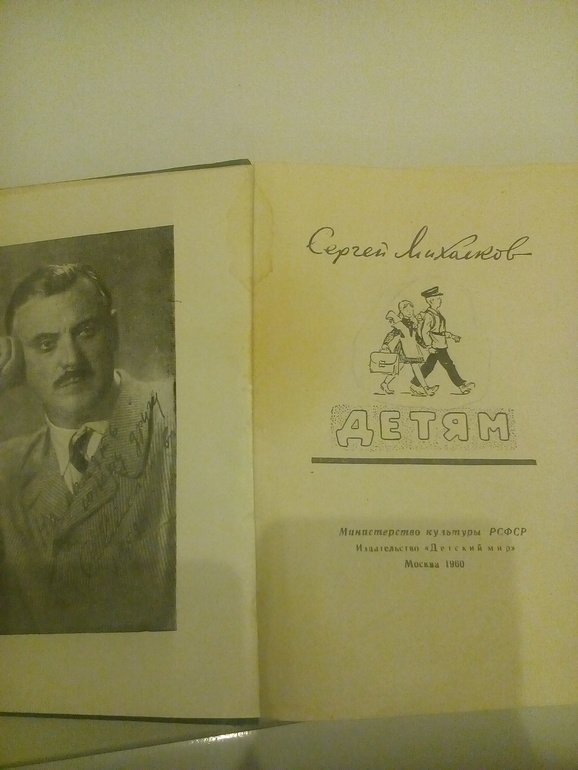 Сергей Михалков
ДЕТЯМ
Министерство культуры РСФСР
Издательство «Детский мир»
Москва 1960